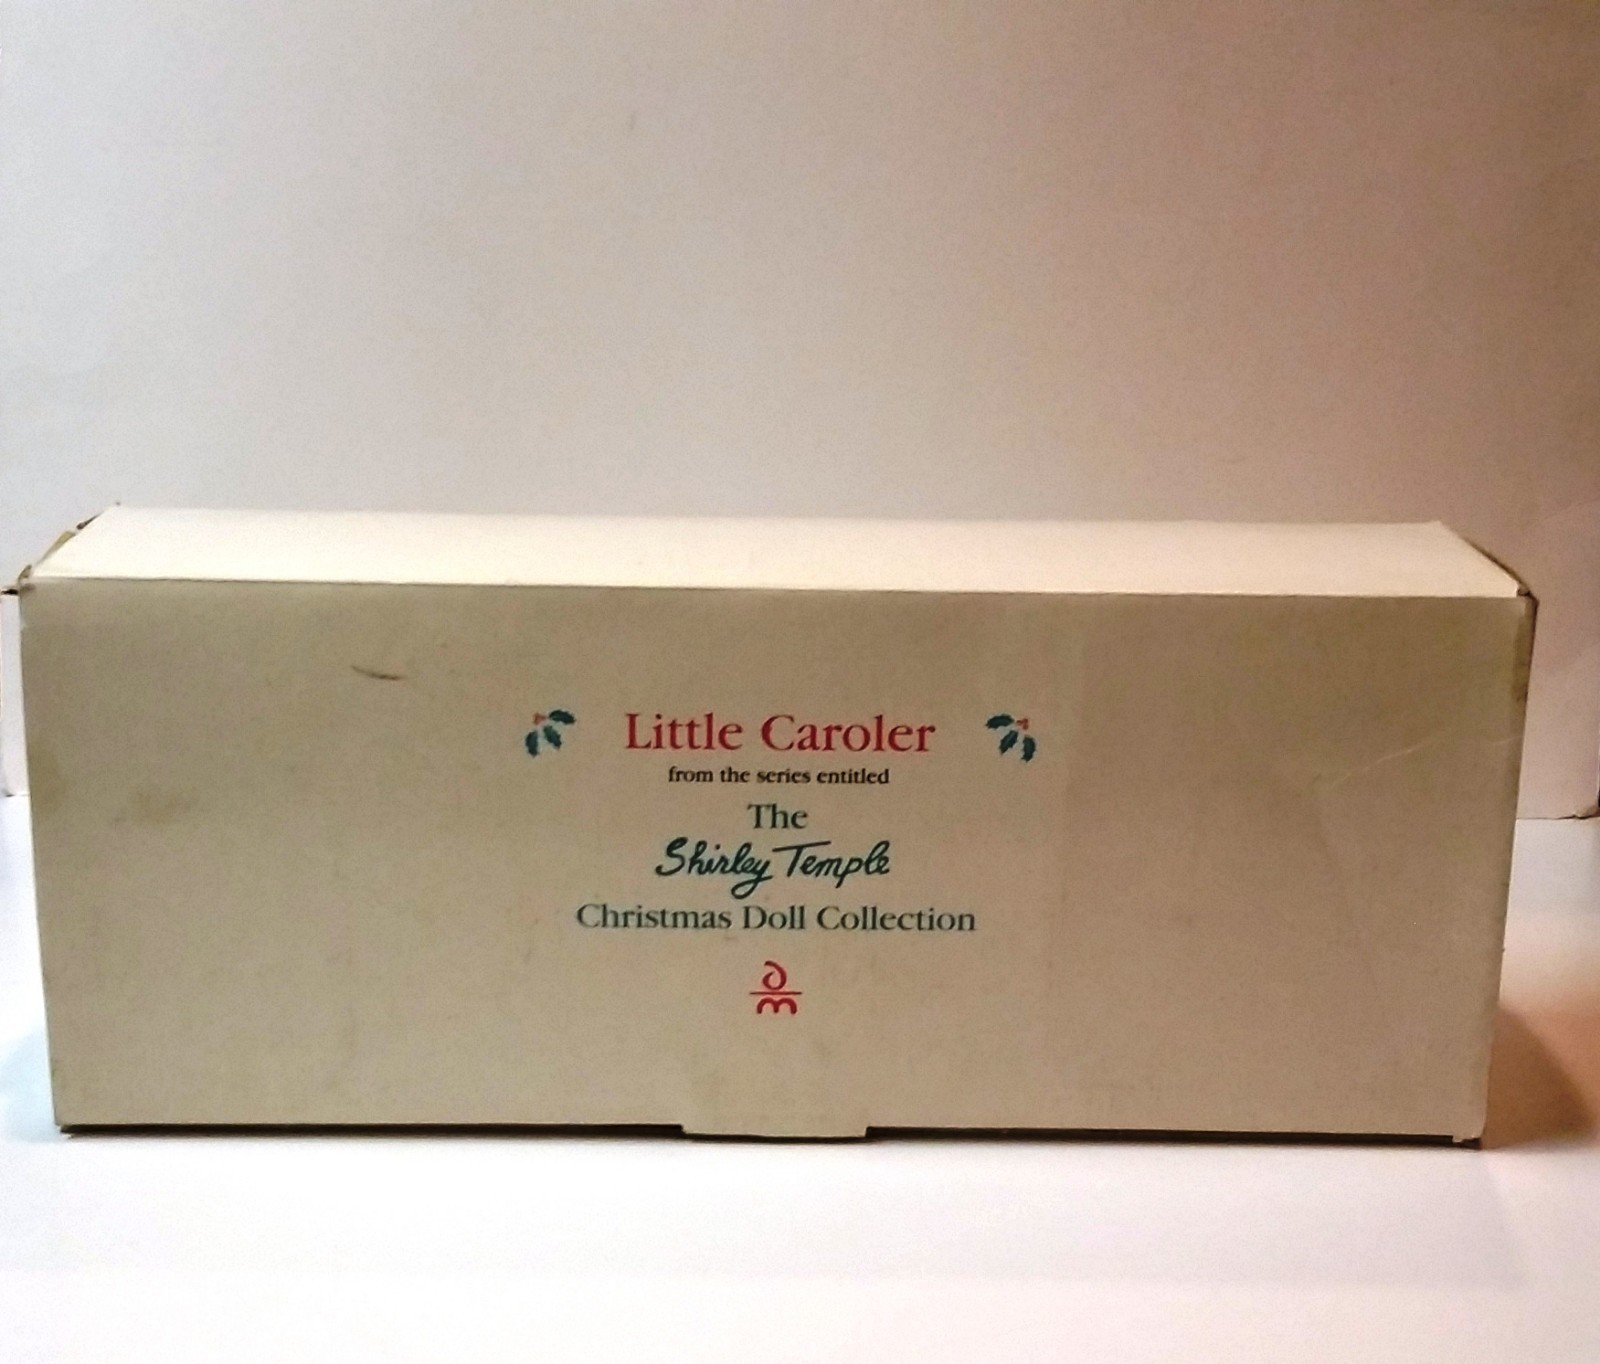 Little Caroler
from the series entitled
The
Shirley Temple
Christmas Doll Collection